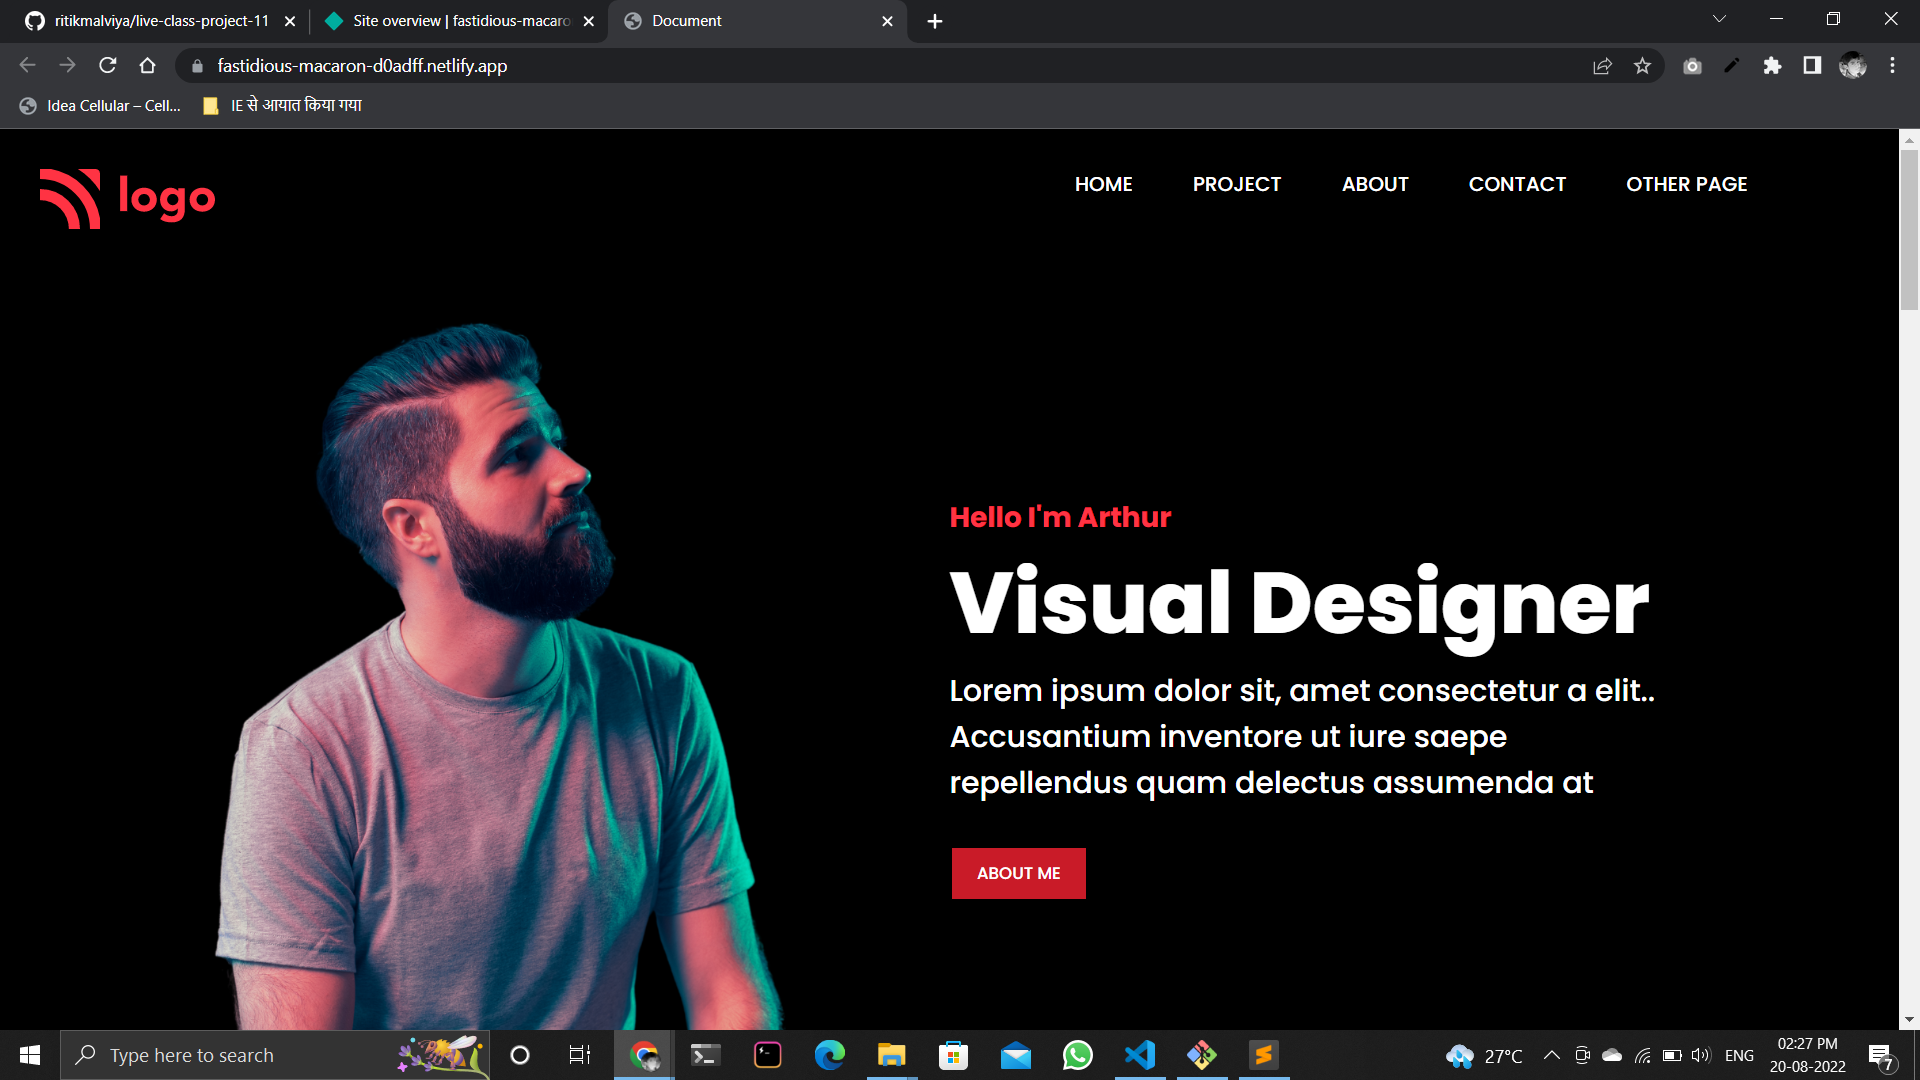 ritikmalviya/live-class-project-11
Site overview | fastidious-macaro
Document
fastidious-macaron-d0adff.netlify.app
Idea Cellular – Cell...
IE से आयात किया गया
logo
HOME
PROJECT
ABOUT
CONTACT
OTHER PAGE
Hello I'm Arthur
Visual Designer
Lorem ipsum dolor sit, amet consectetur a elit..
Accusantium inventore ut iure saepe
repellendus quam delectus assumenda at
ABOUT ME
Type here to search
27°C
ENG
02:27 PM
20-08-2022
7